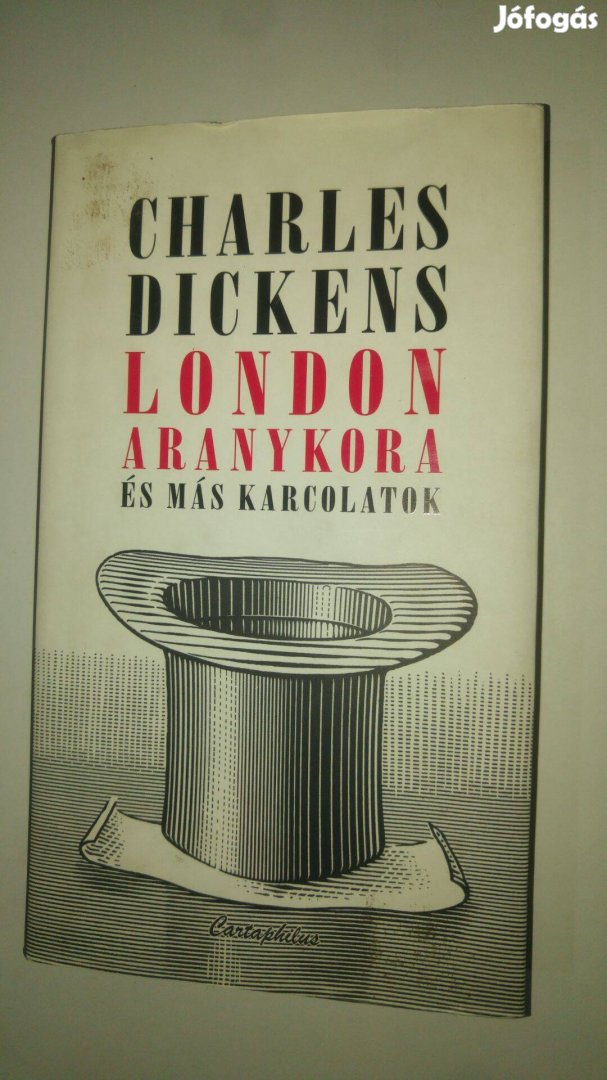 Jófogás
CHARLES
DICKENS
LONDON
ARANYKORA
ÉS MÁS KARCOLATOK
Cartaphilus